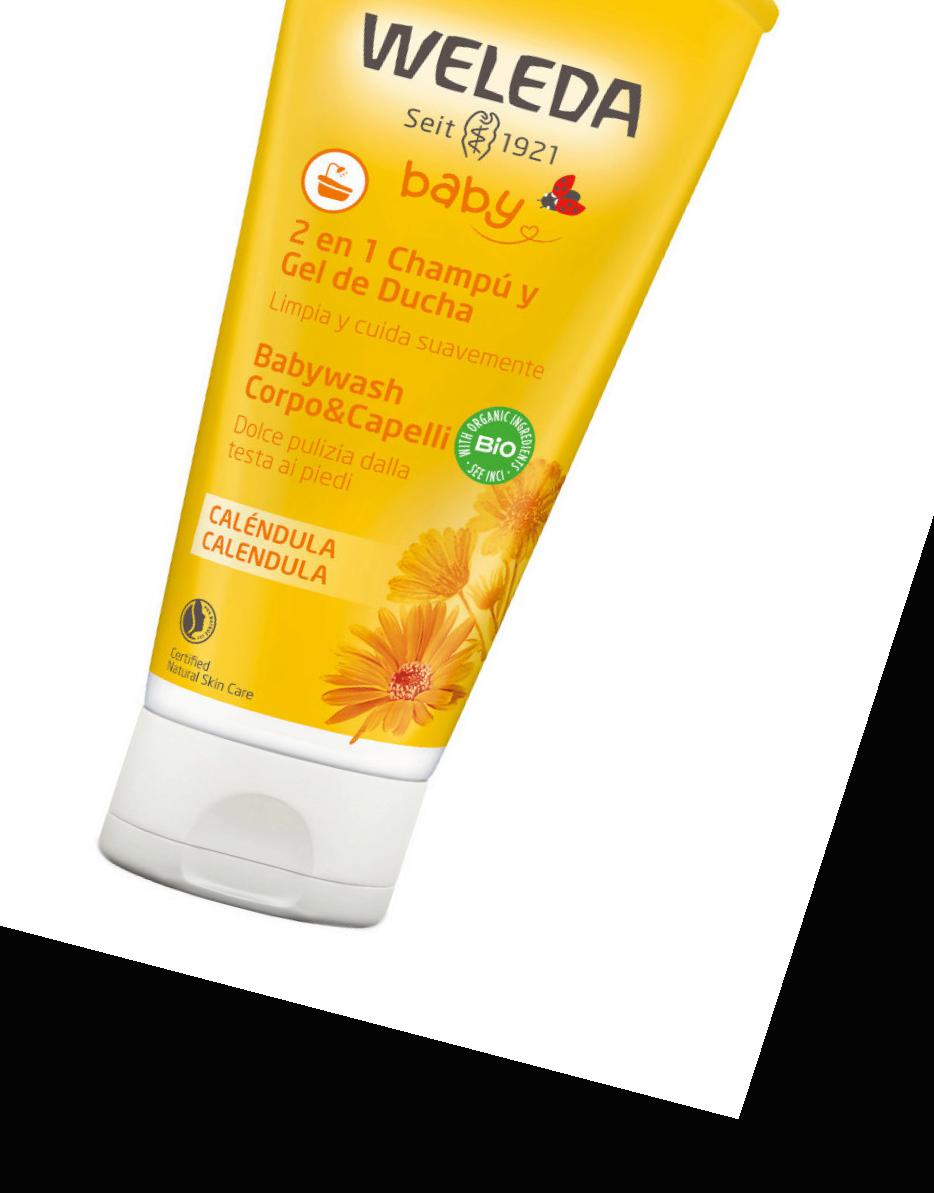 WELEDA
Seit 1921
baby
2 en 1 Champú y
Gel de Ducha
Limpia y cuida suavemente
Babywash
Corpo&Capelli
Dolce pulizia dalla
testa ai piedi
WITH ORGANIC INGREDIENTS
BiO
· SEE INCI ·
CALÉNDULA
CALENDULA
Certified
Natural Skin Care